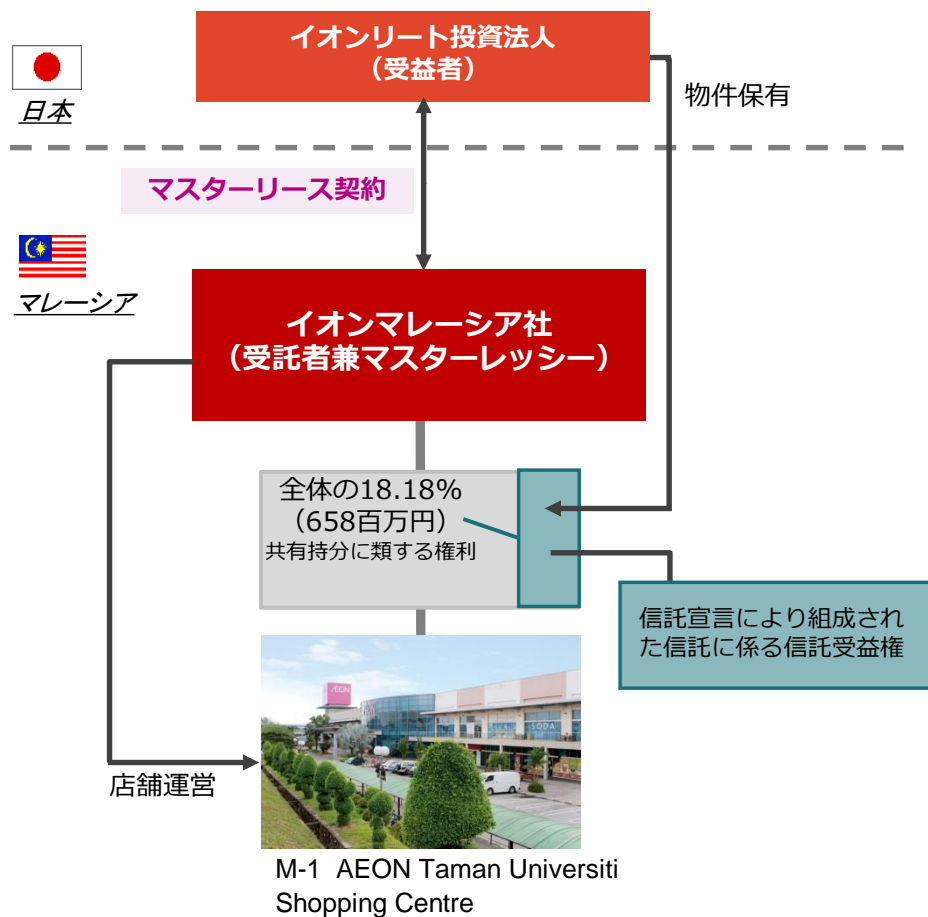 イオンリート投資法人
（受益者）
日本
物件保有
マスターリース契約
マレーシア
イオンマレーシア社
（受託者兼マスターレッシー）
全体の18.18%
（658百万円）
共有持分に類する権利
信託宣言により組成され
た信託に係る信託受益権
ÆON
SODA
店舗運営
M-1 AEON Taman Universiti
Shopping Centre